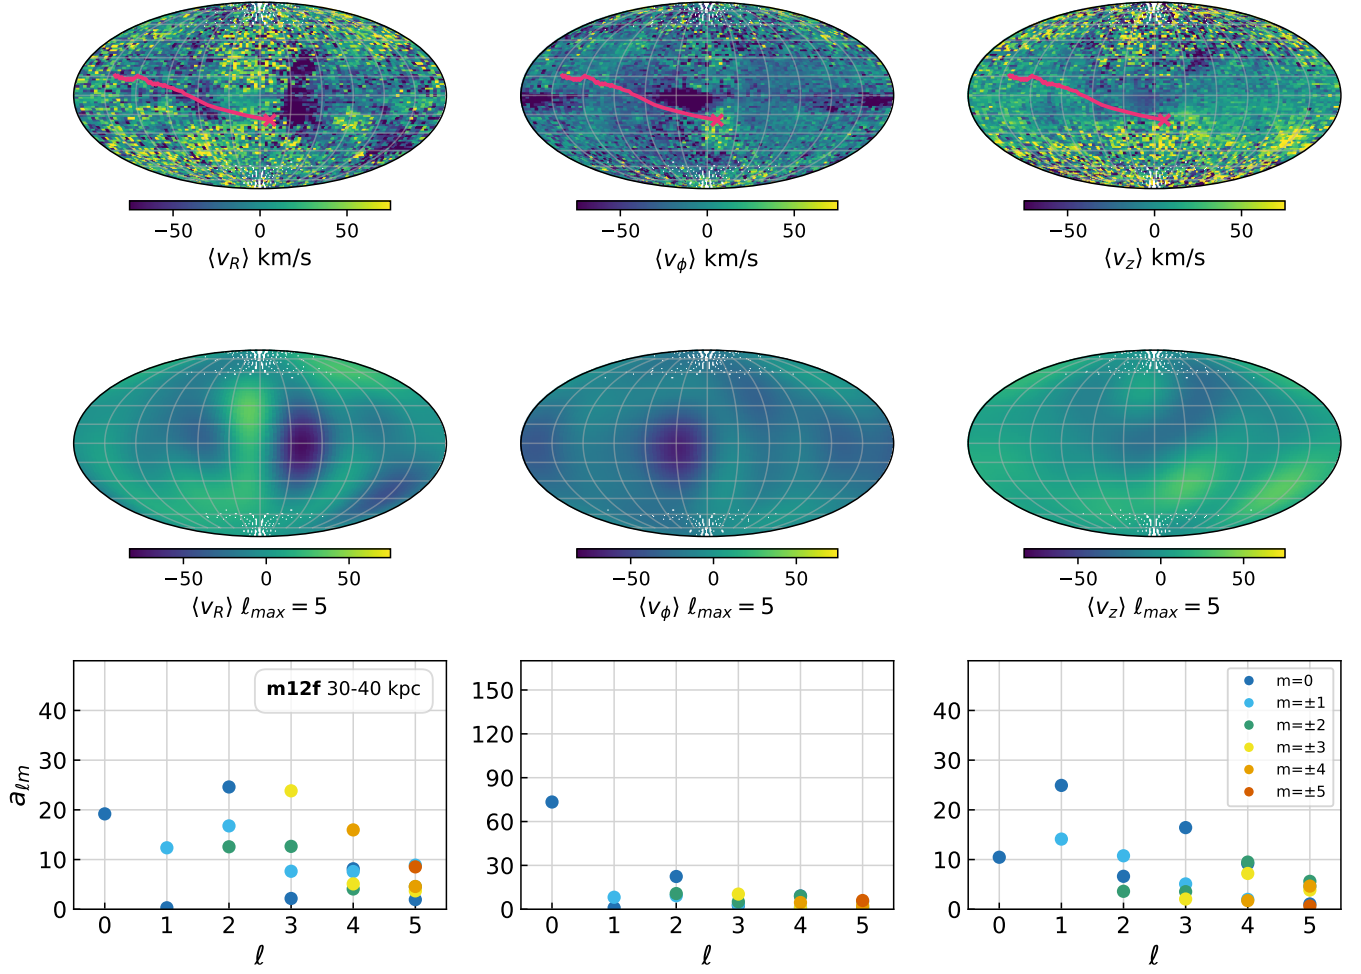 −50 0 50
⟨v_R⟩ km/s
−50 0 50
⟨v_ϕ⟩ km/s
−50 0 50
⟨v_z⟩ km/s
−50 0 50
⟨v_R⟩ ℓ_max = 5
−50 0 50
⟨v_ϕ⟩ ℓ_max = 5
−50 0 50
⟨v_z⟩ ℓ_max = 5
a_ℓm
40
30
20
10
0
m12f 30-40 kpc
0 1 2 3 4 5
ℓ
150
120
90
60
30
0
0 1 2 3 4 5
ℓ
40
30
20
10
0
m=0
m=±1
m=±2
m=±3
m=±4
m=±5
0 1 2 3 4 5
ℓ